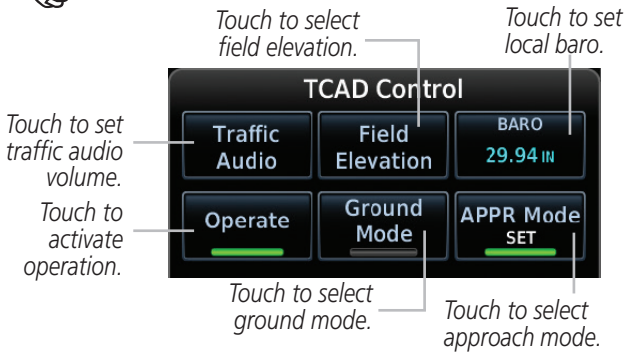 Touch to select
field elevation.
Touch to set
local baro.
TCAD Control
Touch to set
traffic audio
volume.
Traffic
Audio
Field
Elevation
BARO
29.94 IN
Touch to
activate
operation.
Operate
Ground
Mode
APPR Mode
SET
Touch to select
ground mode.
Touch to select
approach mode.